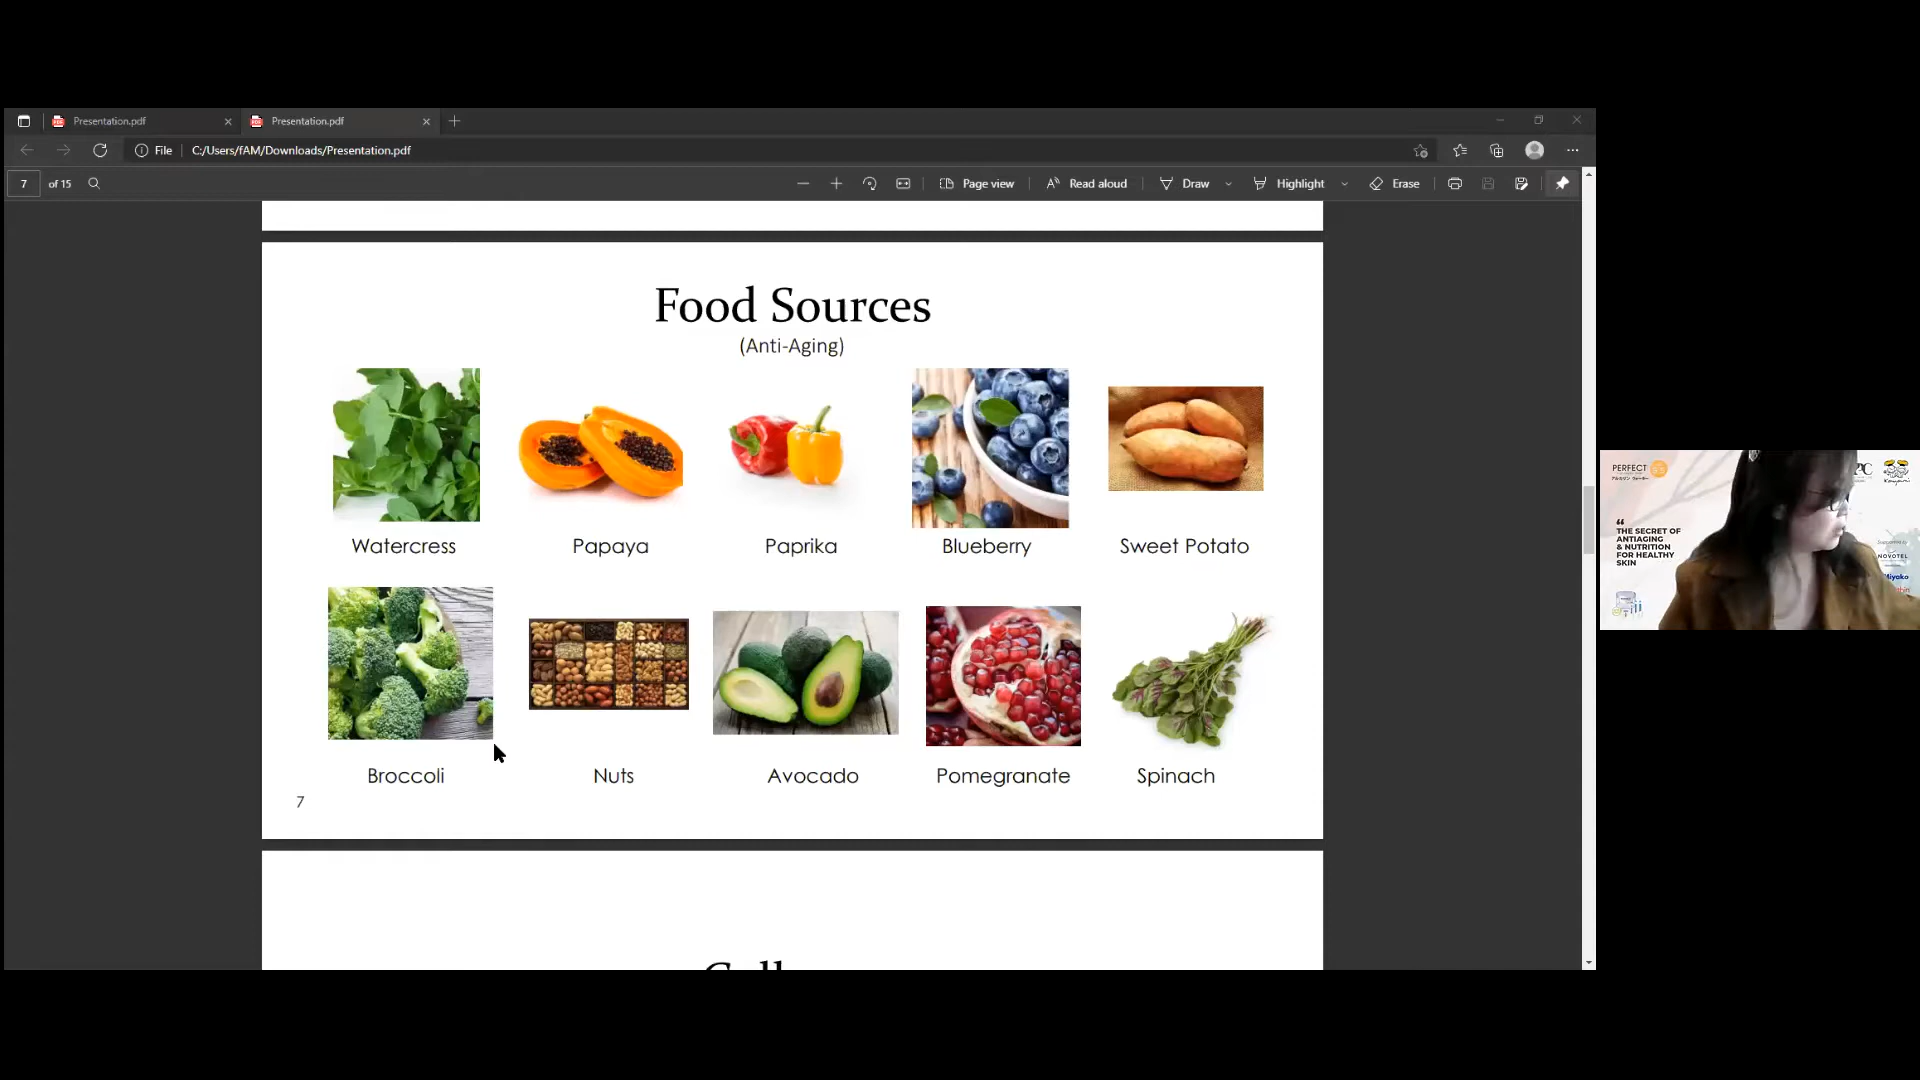 Presentation.pdf
Presentation.pdf
File
C:/Users/fAM/Downloads/Presentation.pdf
7 of 15
Page view
Read aloud
Draw
Highlight
Erase
Food Sources
(Anti-Aging)
Watercress
Papaya
Paprika
Blueberry
Sweet Potato
Broccoli
Nuts
Avocado
Pomegranate
Spinach
7
PERFECT
“
THE SECRET OF
ANTIAGING
& NUTRITION
FOR HEALTHY
SKIN
NOVOTEL
Miyako